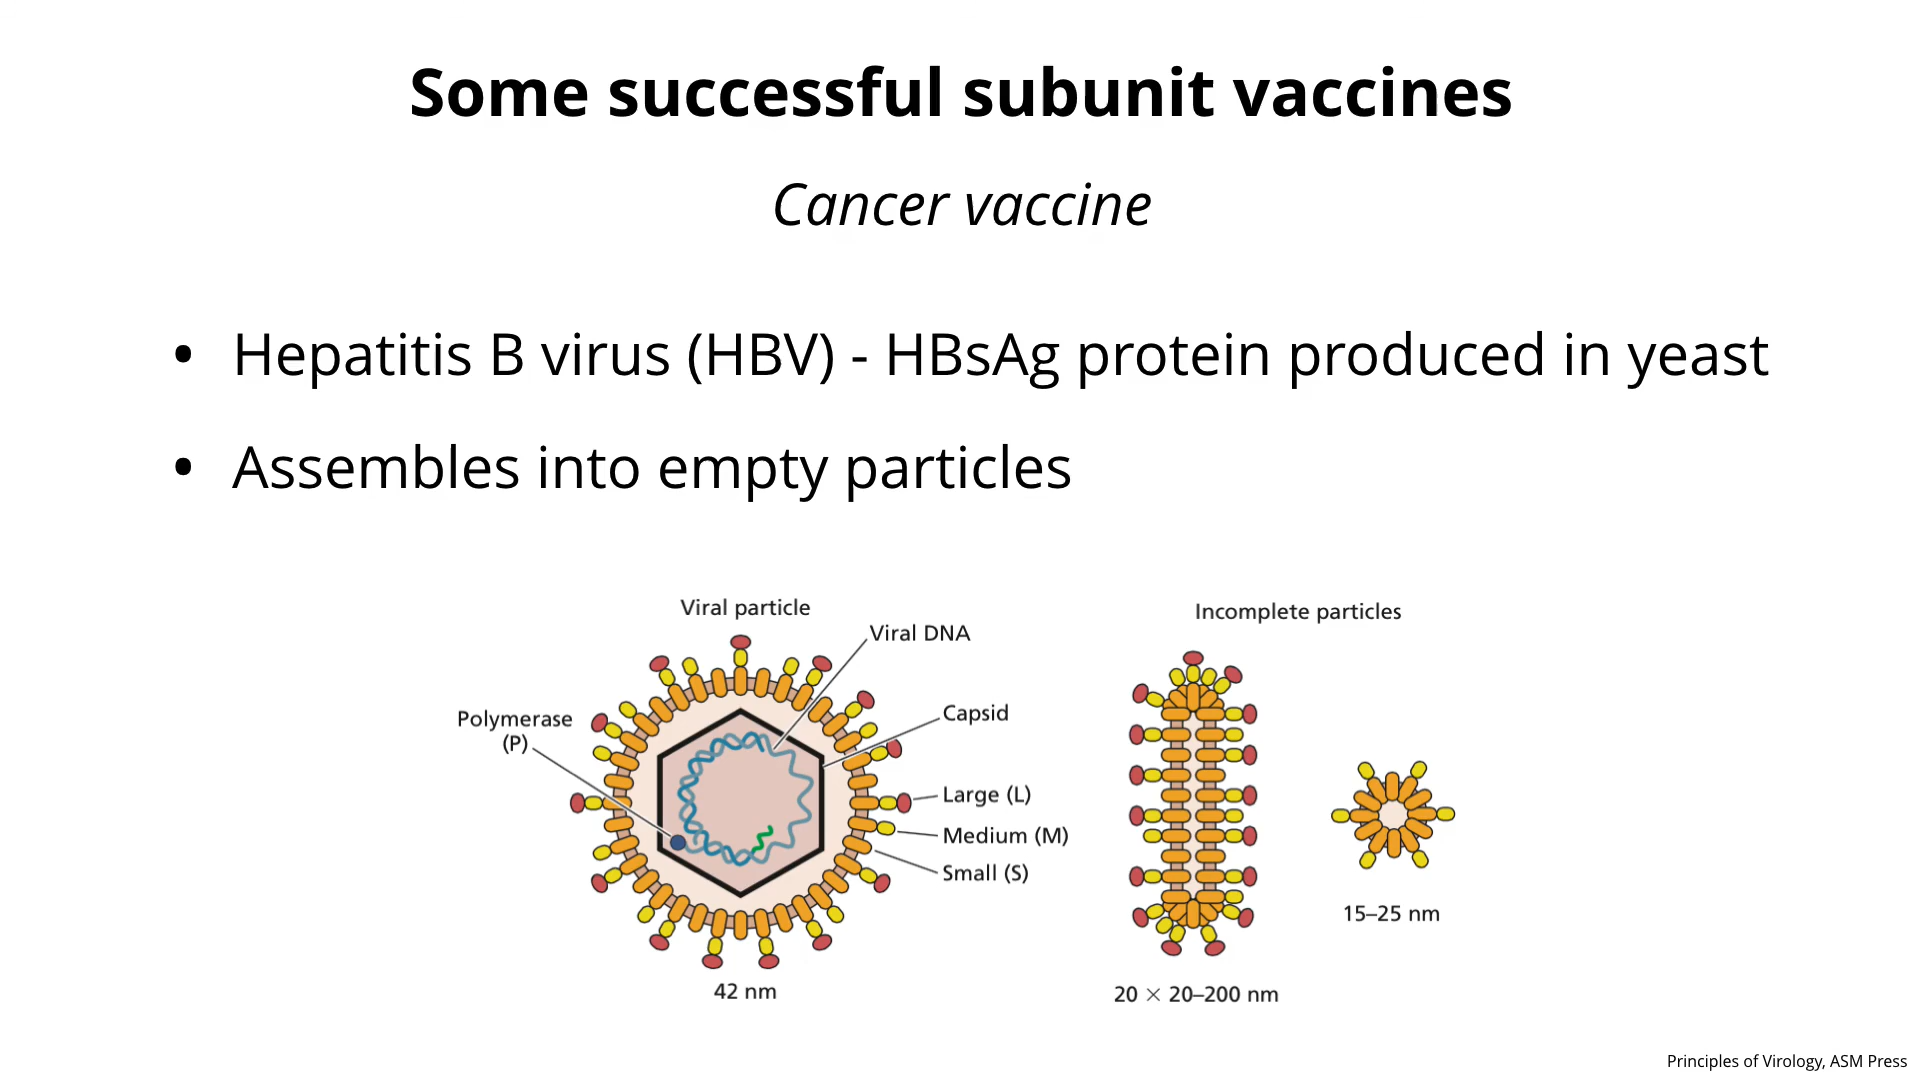 Some successful subunit vaccines
Cancer vaccine
• Hepatitis B virus (HBV) - HBsAg protein produced in yeast
• Assembles into empty particles
Viral particle
Viral DNA
Polymerase
(P)
Capsid
Large (L)
Medium (M)
Small (S)
42 nm
Incomplete particles
20 × 20–200 nm
15–25 nm
Principles of Virology, ASM Press